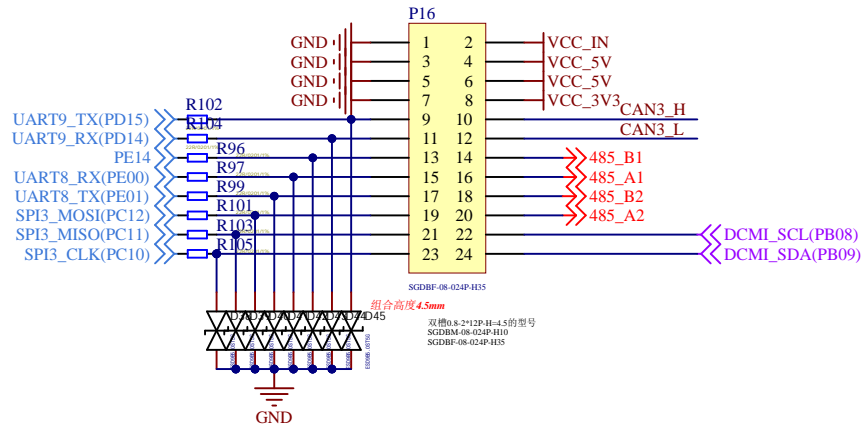 P16
GND 1 2 VCC_IN
GND 3 4 VCC_5V
GND 5 6 VCC_5V
GND 7 8 VCC_3V3
R102 CAN3_H
UART9_TX(PD15) 9 10
R104 CAN3_L
UART9_RX(PD14) 11 12
R96
PE14 13 14 485_B1
R97
UART8_RX(PE00) 15 16 485_A1
R99
UART8_TX(PE01) 17 18 485_B2
R101
SPI3_MOSI(PC12) 19 20 485_A2
R103
SPI3_MISO(PC11) 21 22 DCMI_SCL(PB08)
R105
SPI3_CLK(PC10) 23 24 DCMI_SDA(PB09)
SGDBF-08-024P-H35
组合高度4.5mm
D45
双槽0.8-2*12P-H=4.5的型号
SGDBM-08-024P-H10
SGDBF-08-024P-H35
GND